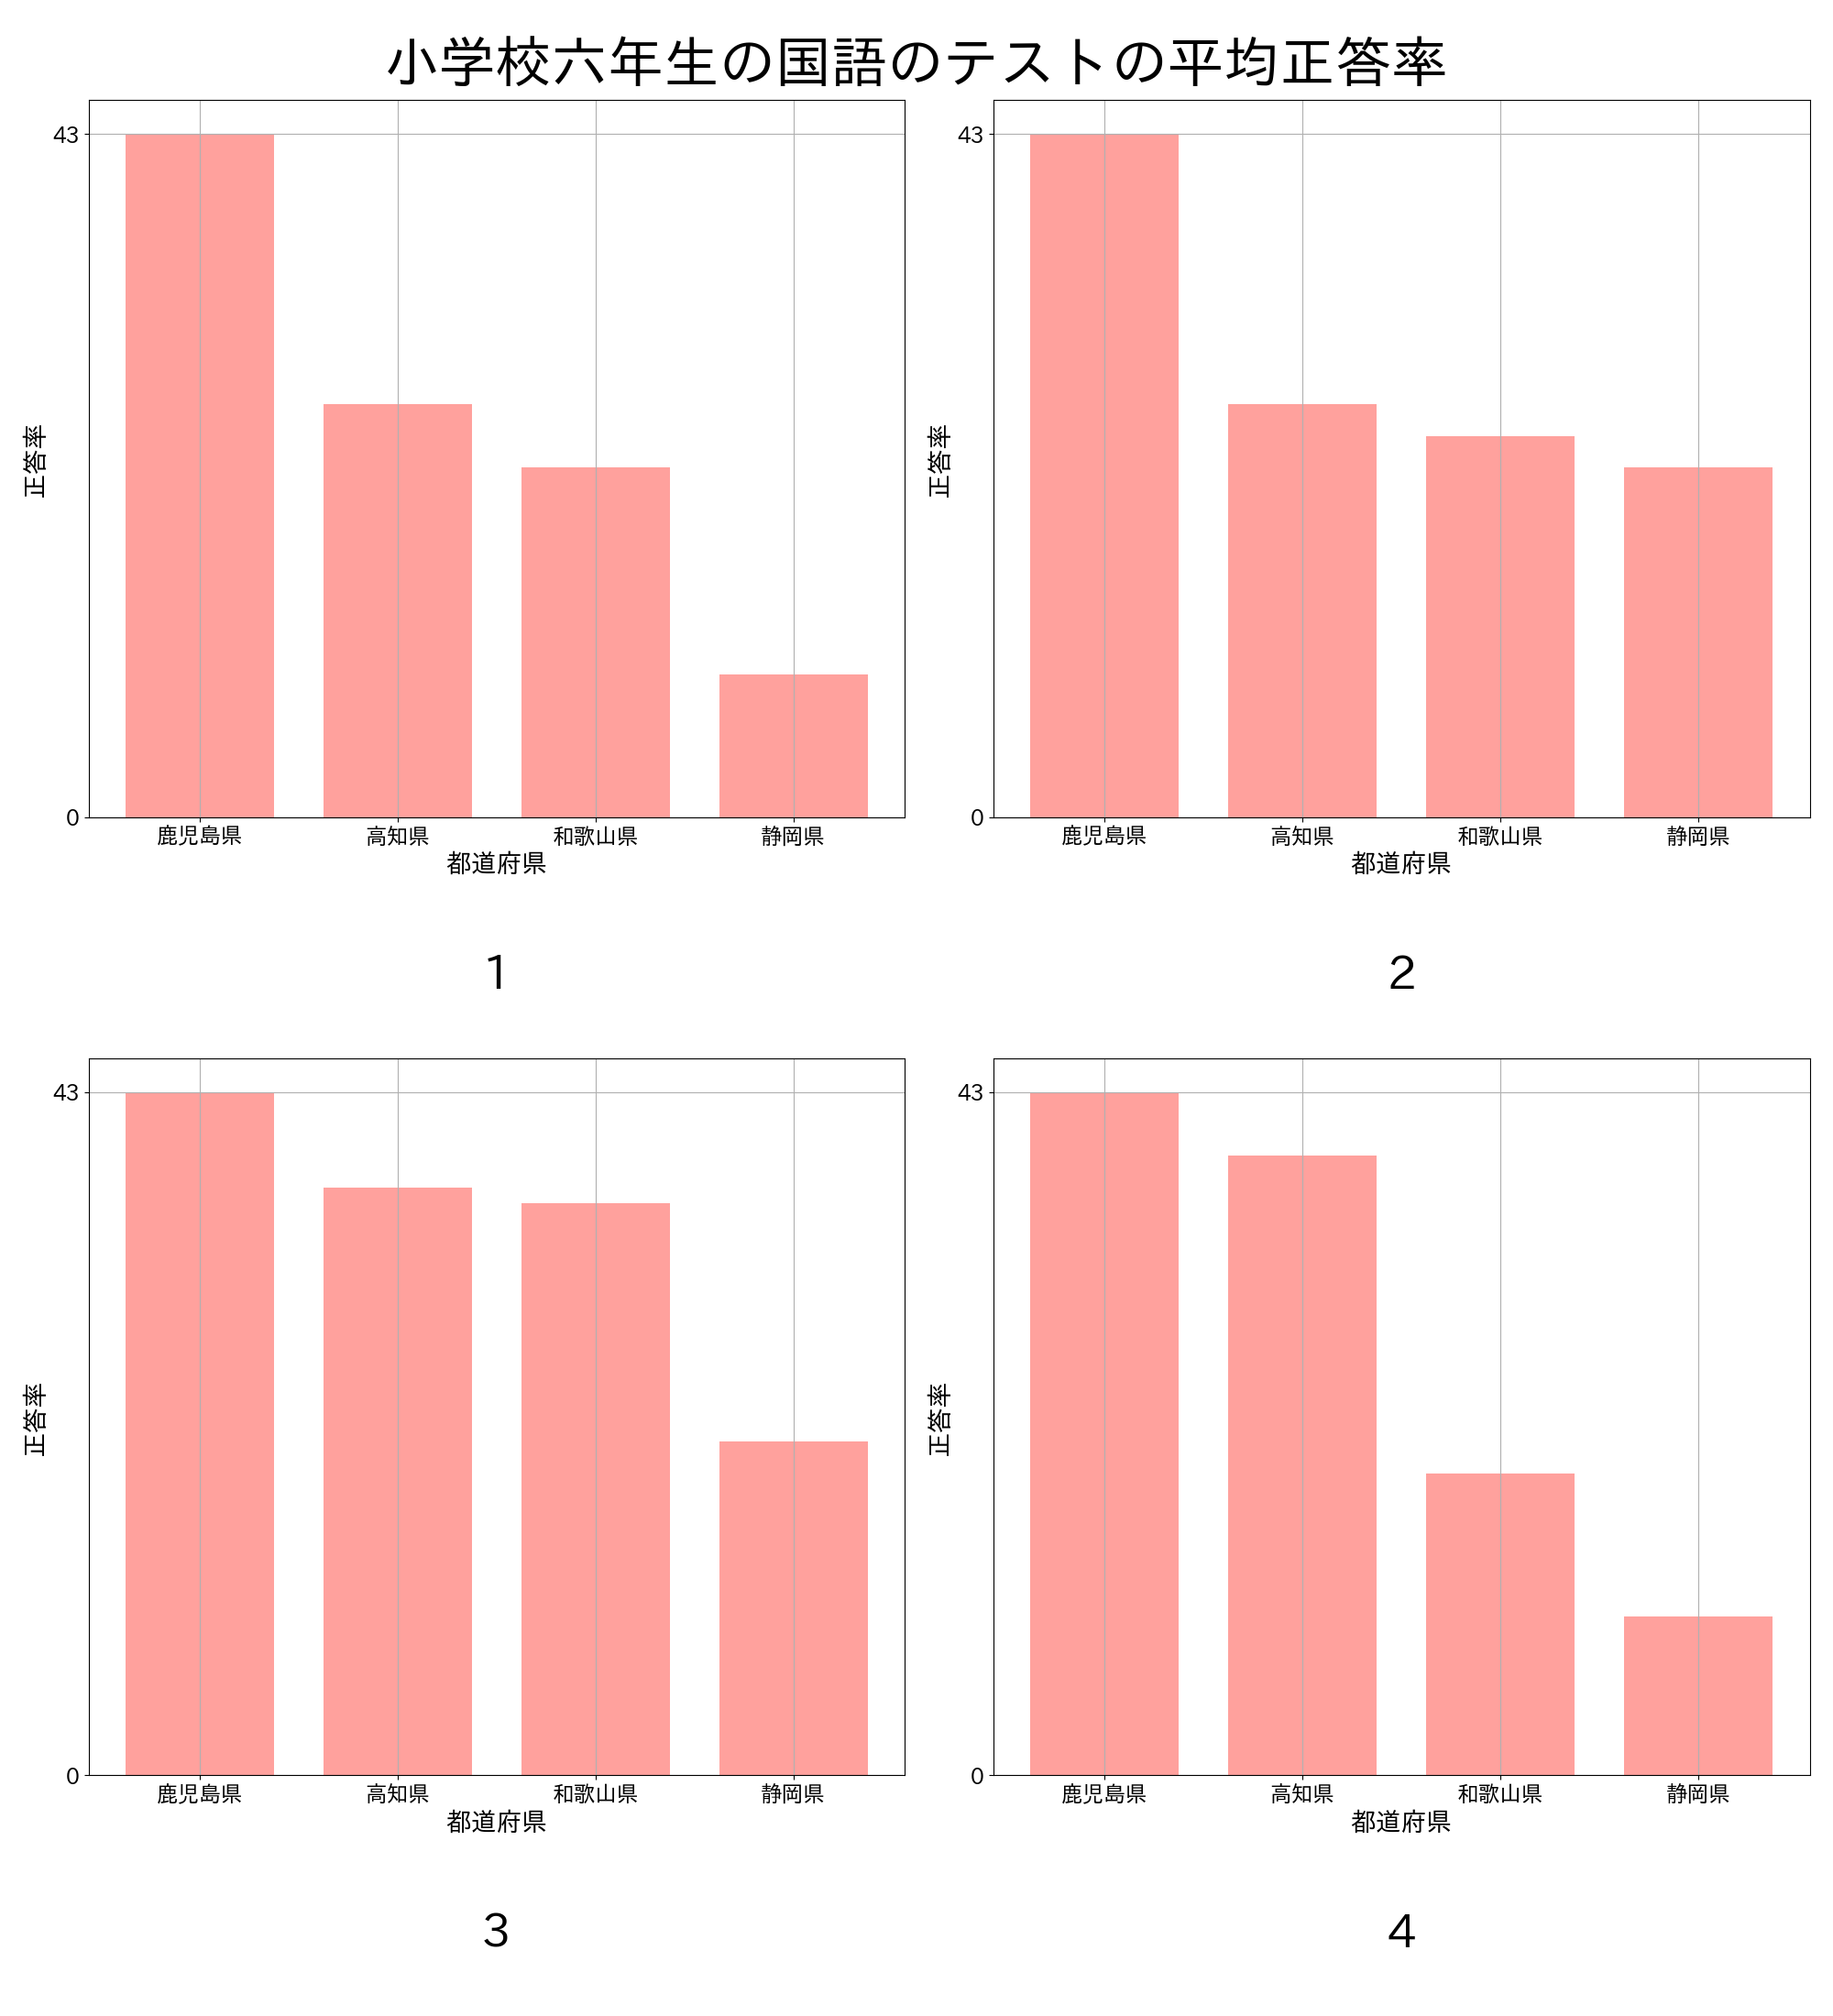 小学校六年生の国語のテストの平均正答率
43
0
正答率
鹿児島県 高知県 和歌山県 静岡県
都道府県
1
43
0
正答率
鹿児島県 高知県 和歌山県 静岡県
都道府県
2
43
0
正答率
鹿児島県 高知県 和歌山県 静岡県
都道府県
3
43
0
正答率
鹿児島県 高知県 和歌山県 静岡県
都道府県
4